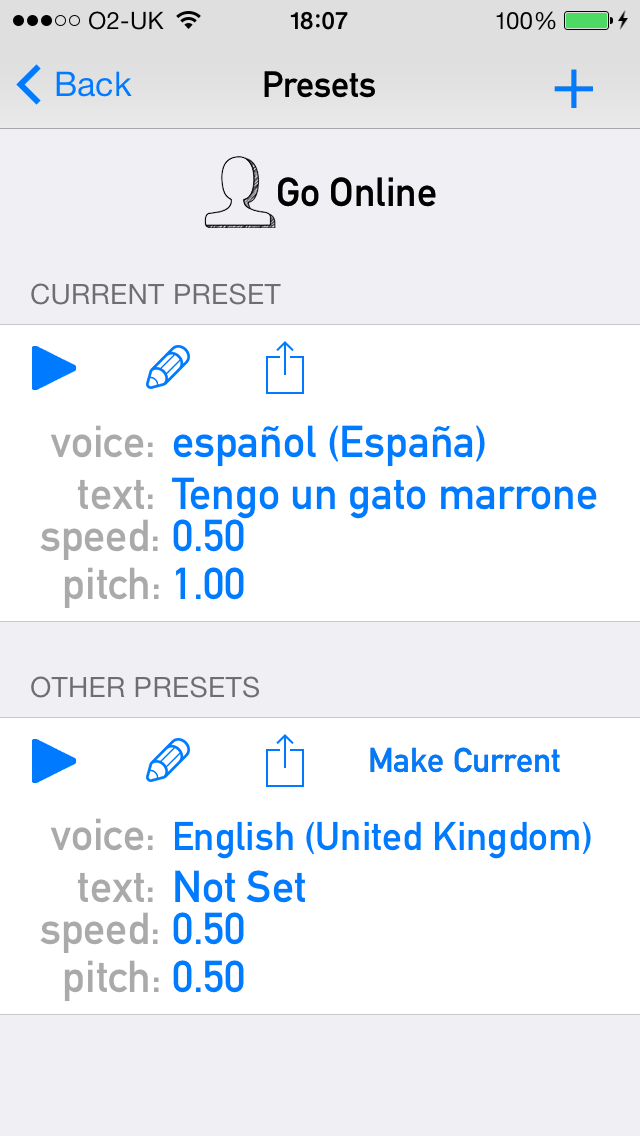 O2-UK 18:07 100%
Back Presets +
Go Online
CURRENT PRESET
voice: español (España)
text: Tengo un gato marrone
speed: 0.50
pitch: 1.00
OTHER PRESETS
Make Current
voice: English (United Kingdom)
text: Not Set
speed: 0.50
pitch: 0.50